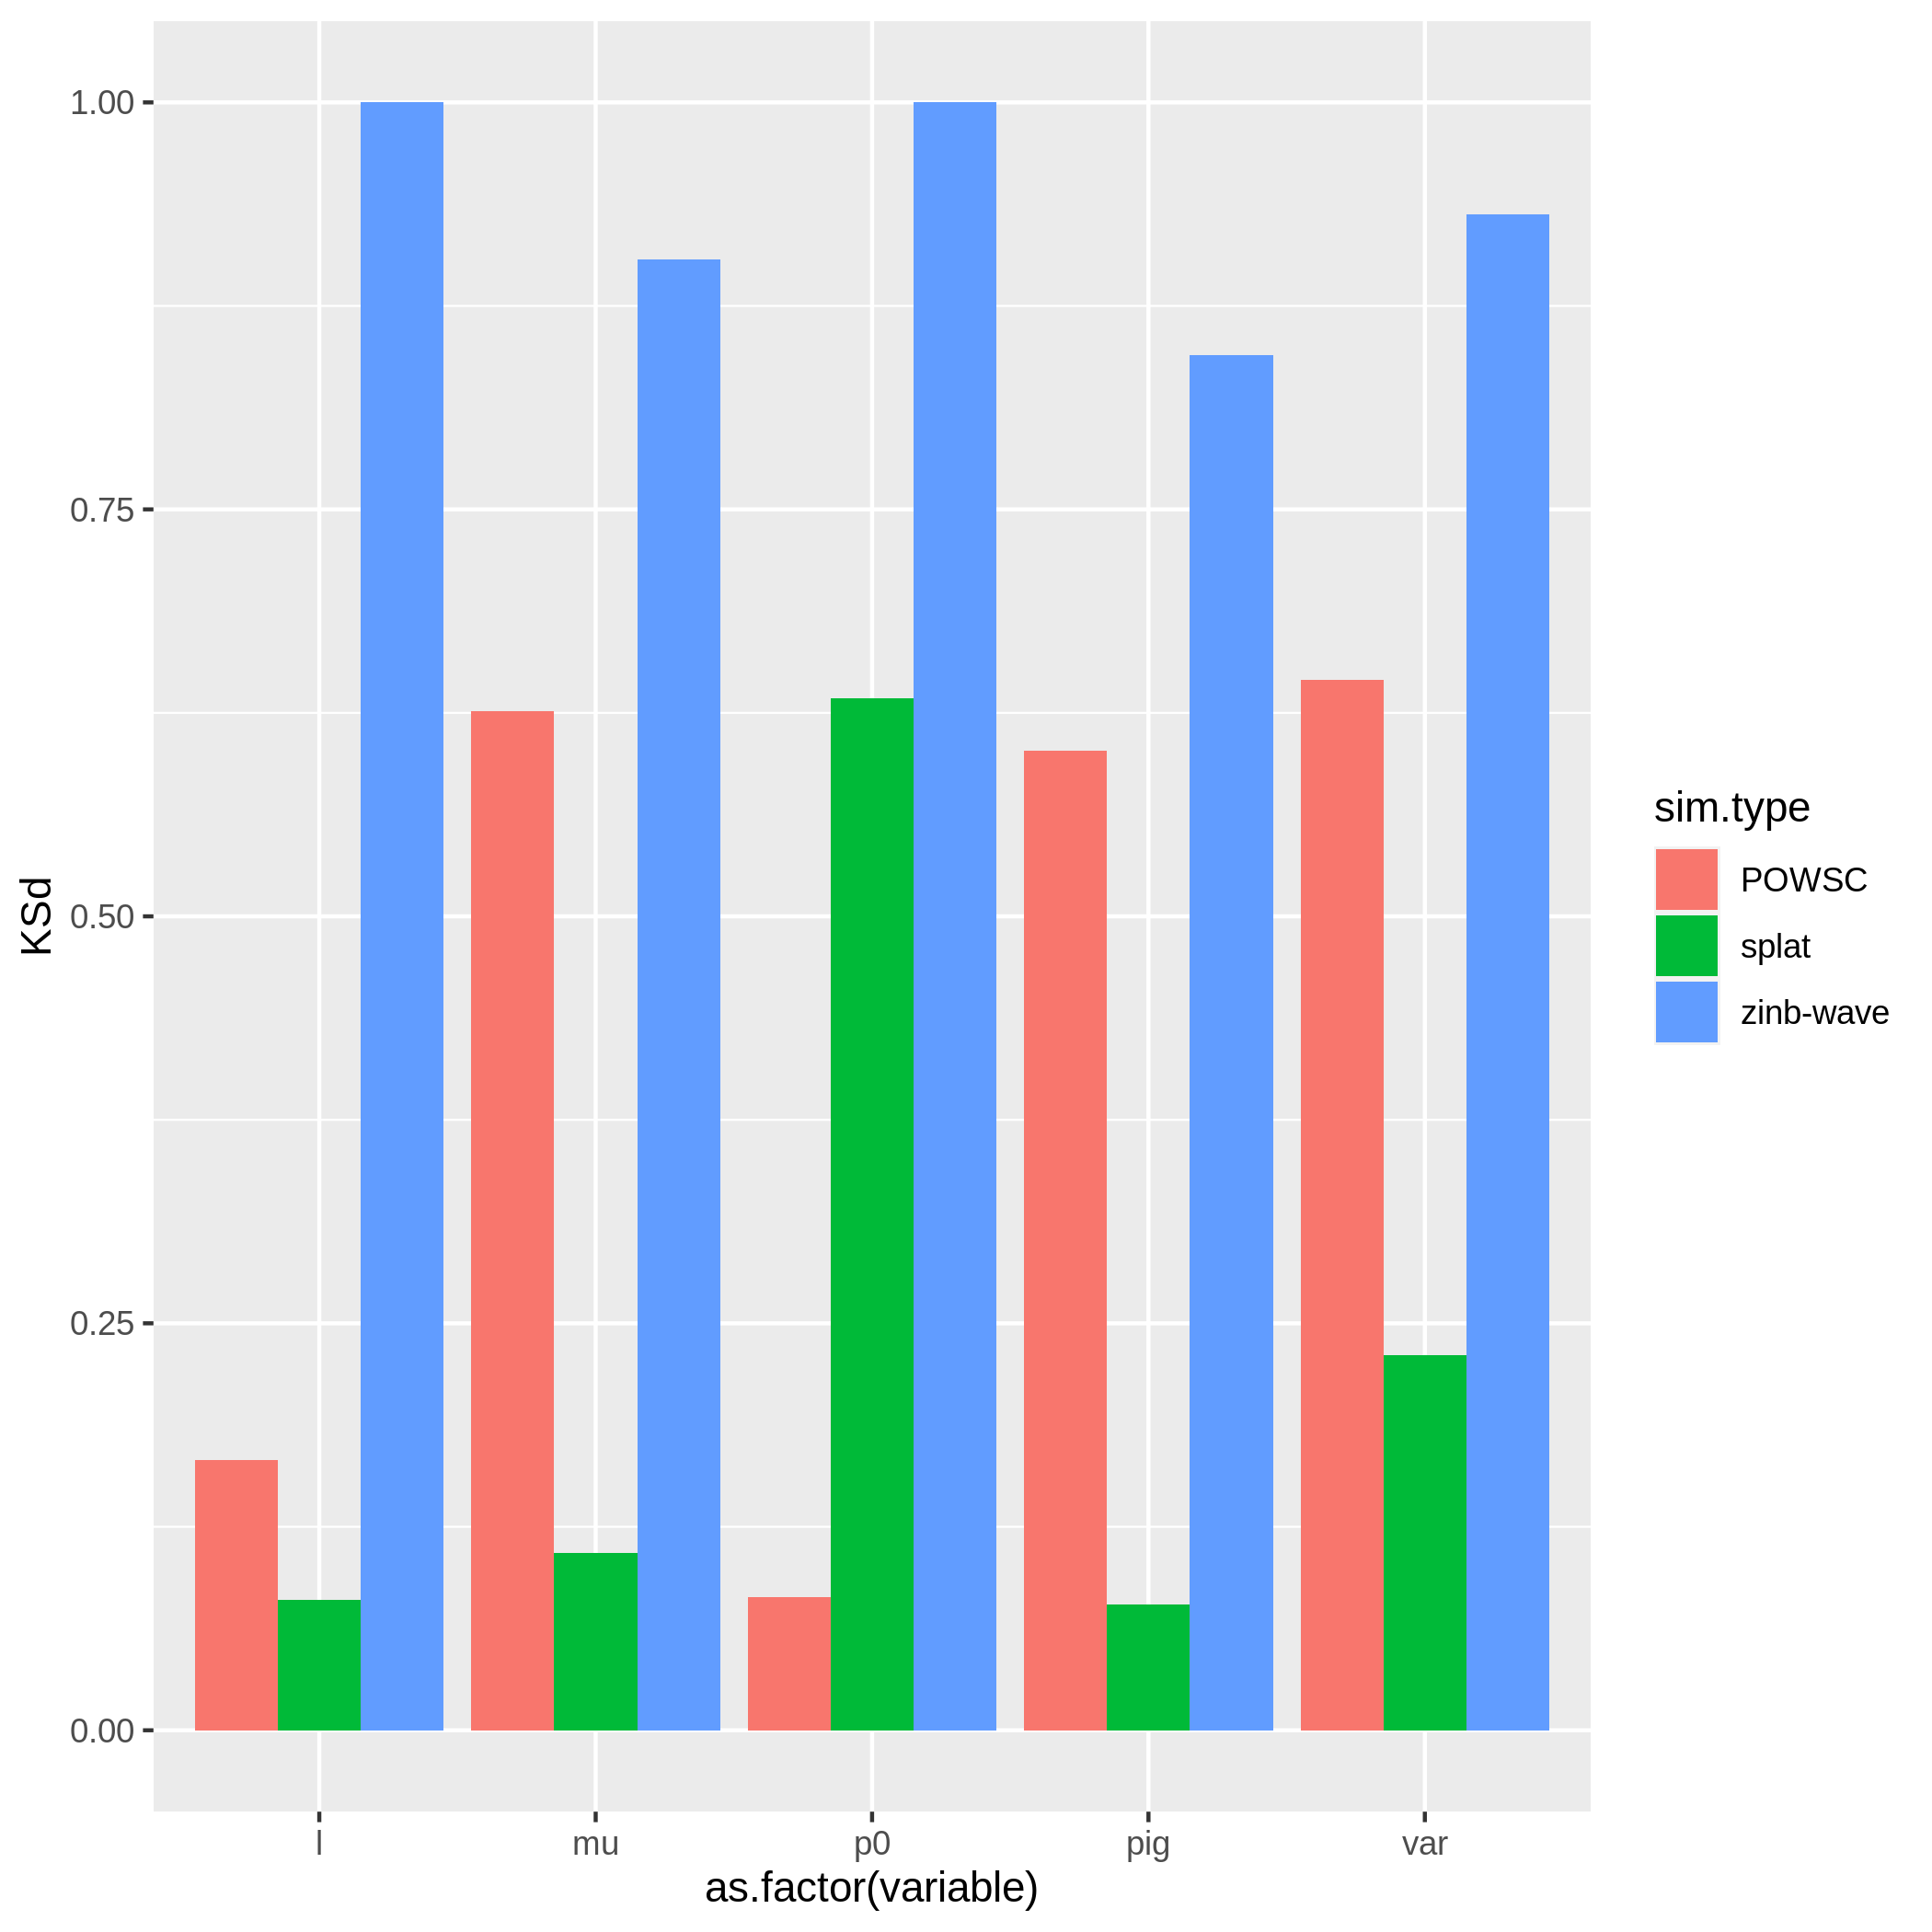 1.00
0.75
0.50
0.25
0.00
KSd
l
mu
p0
pig
var
as.factor(variable)
sim.type
POWSC
splat
zinb-wave